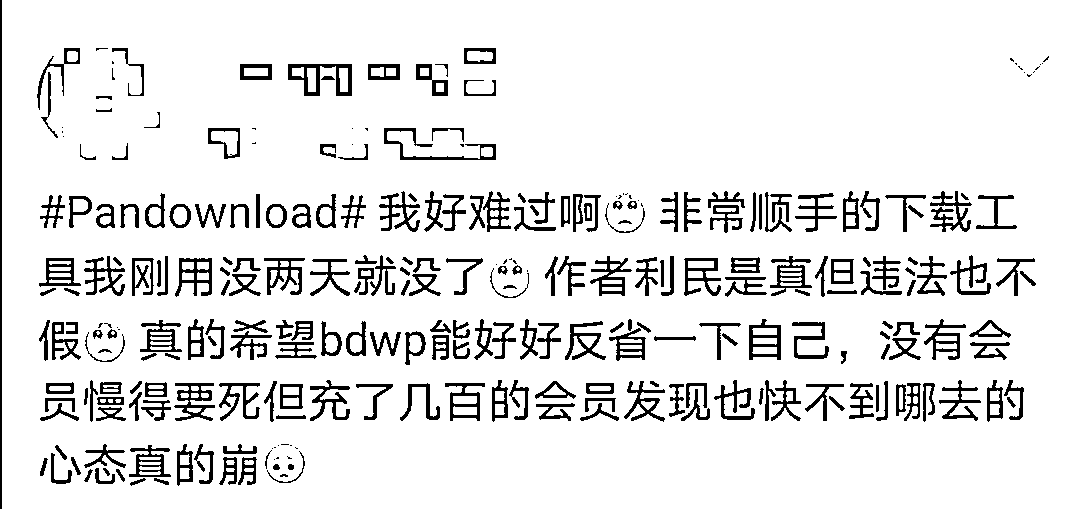 #Pandownload# 我好难过啊🥺 非常顺手的下载工
具我刚用没两天就没了🥺 作者利民是真但违法也不
假🥺 真的希望bdwp能好好反省一下自己，没有会
员慢得要死但充了几百的会员发现也快不到哪去的
心态真的崩😞